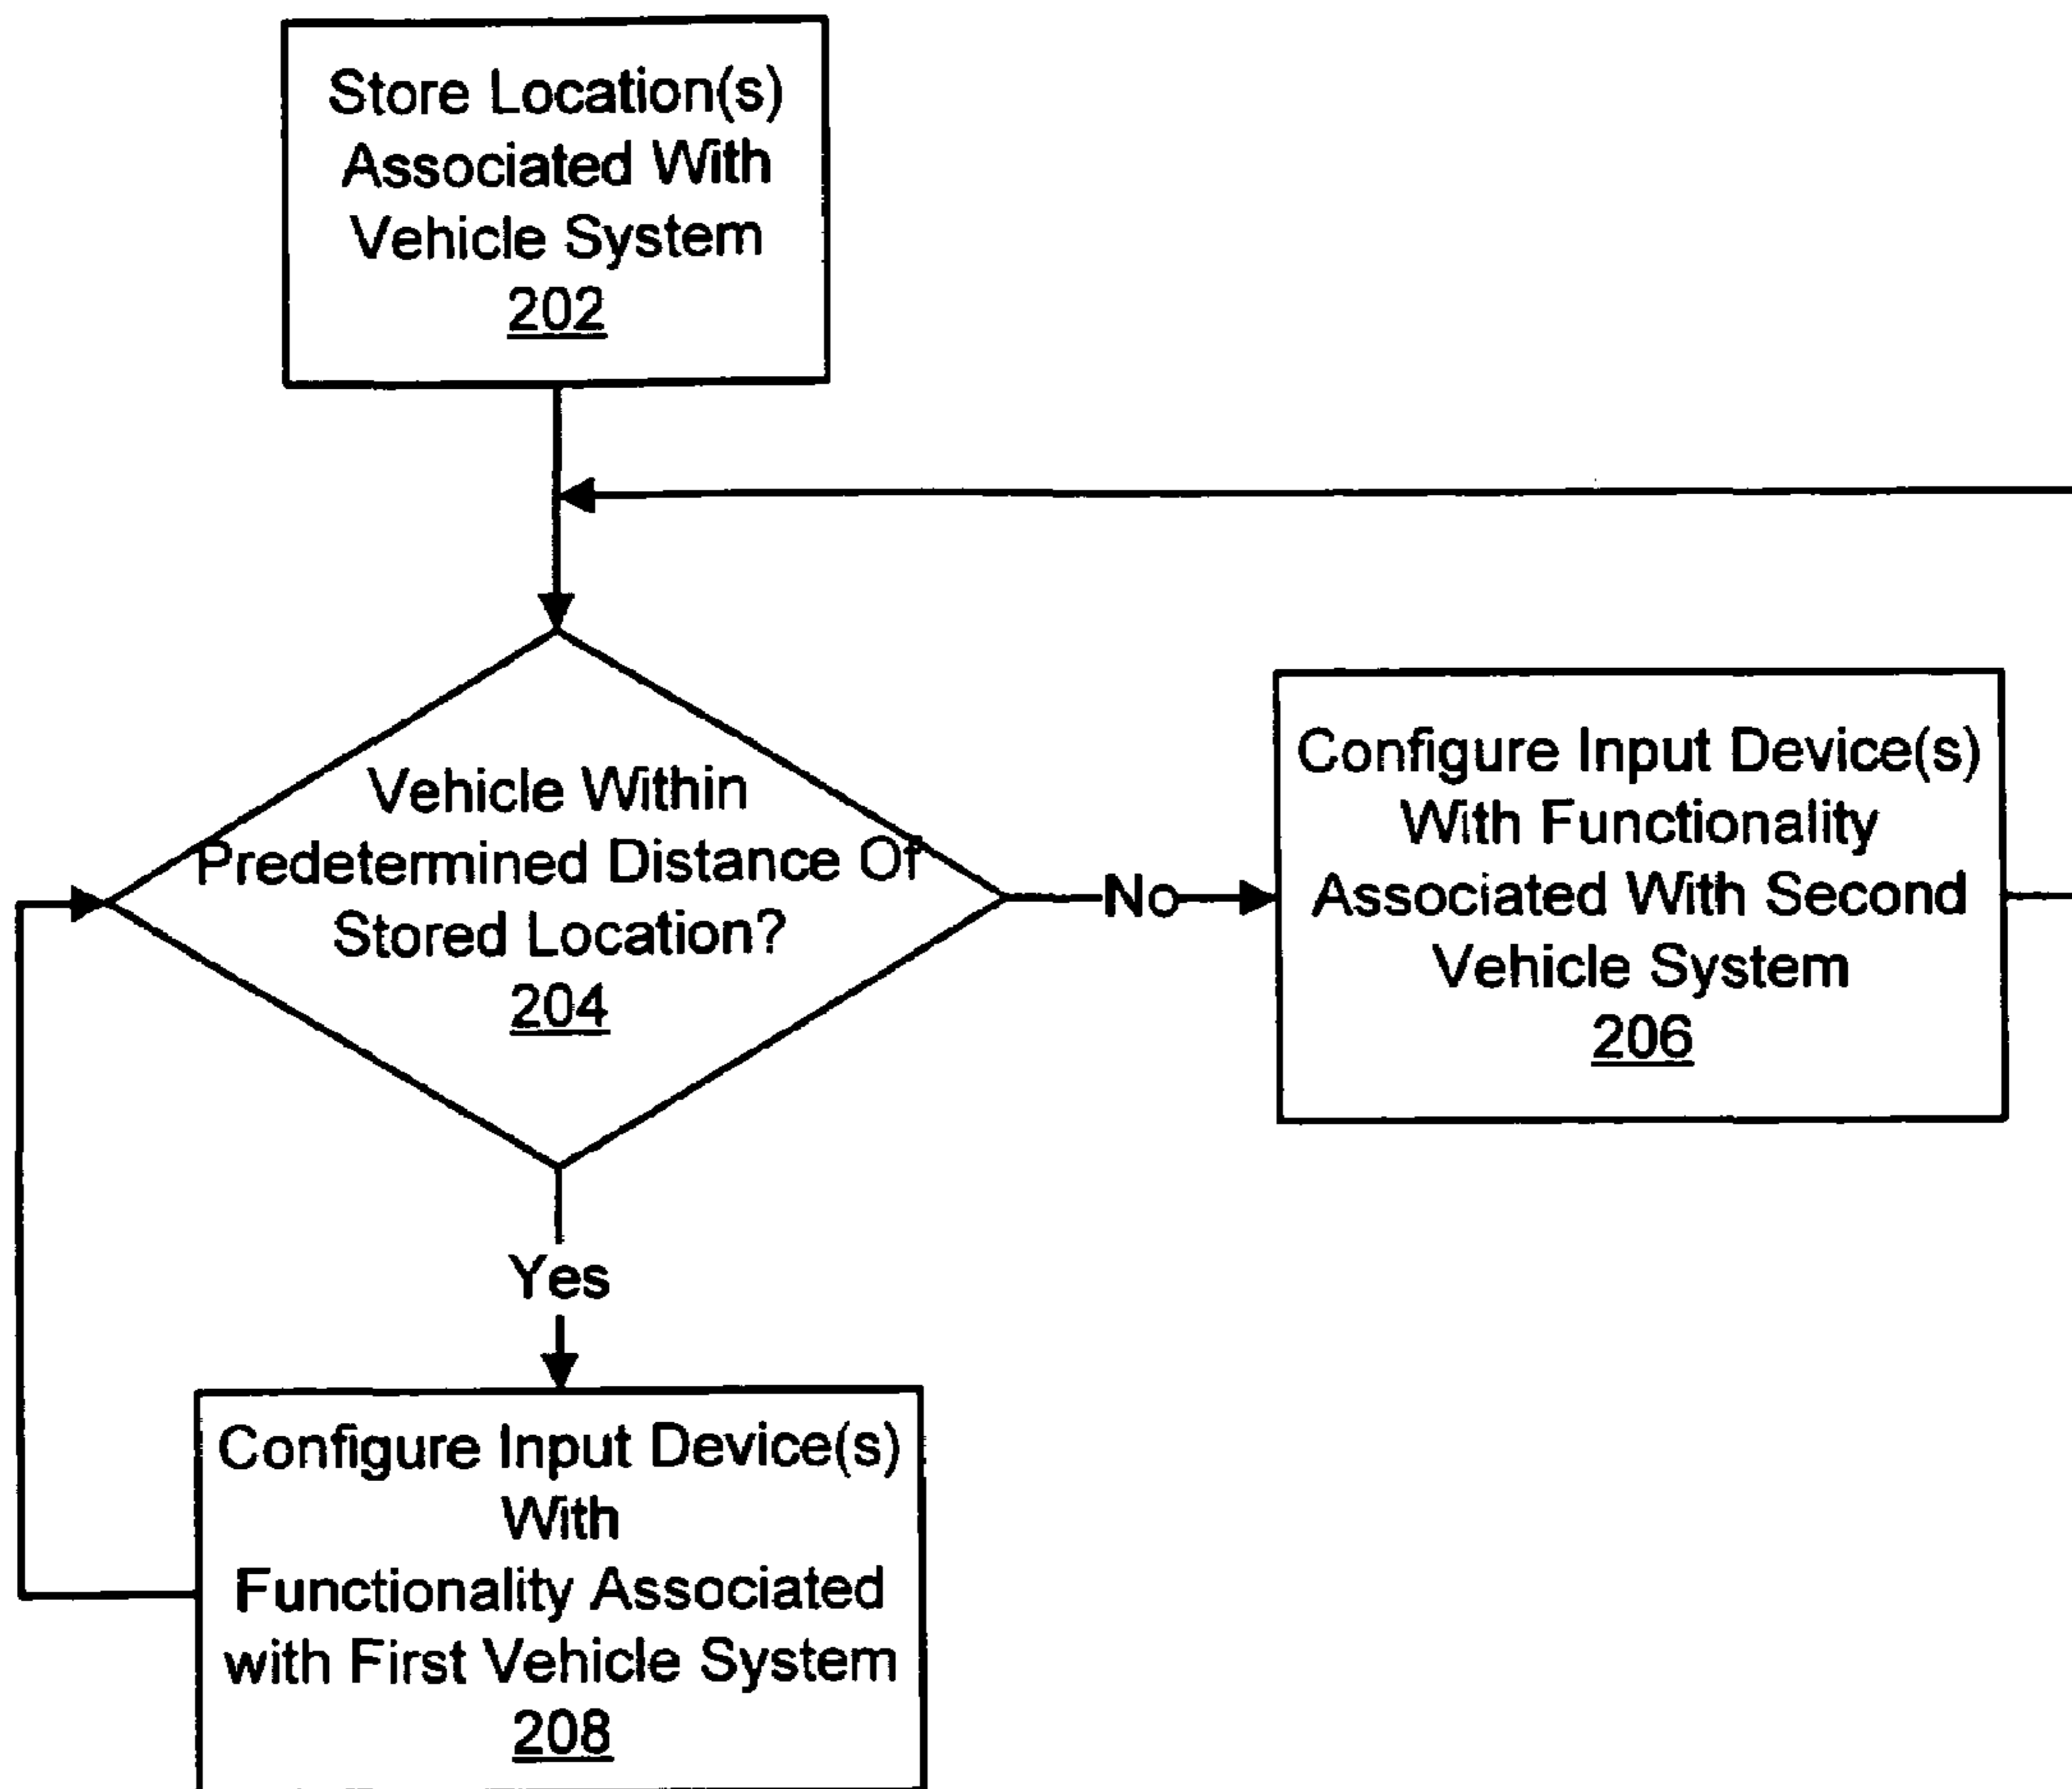 Store Location(s)
Associated With
Vehicle System
202
Vehicle Within
Predetermined Distance Of
Stored Location?
204
No
Configure Input Device(s)
With Functionality
Associated With Second
Vehicle System
206
Yes
Configure Input Device(s)
With
Functionality Associated
with First Vehicle System
208